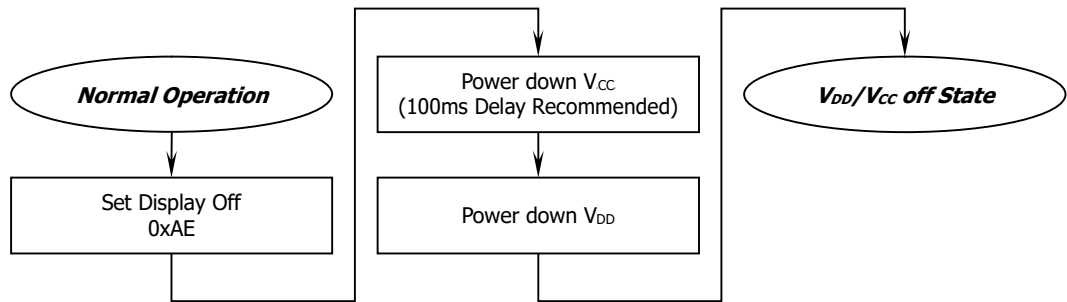 Normal Operation
Set Display Off
0xAE
Power down VCC
(100ms Delay Recommended)
Power down VDD
VDD/VCC off State